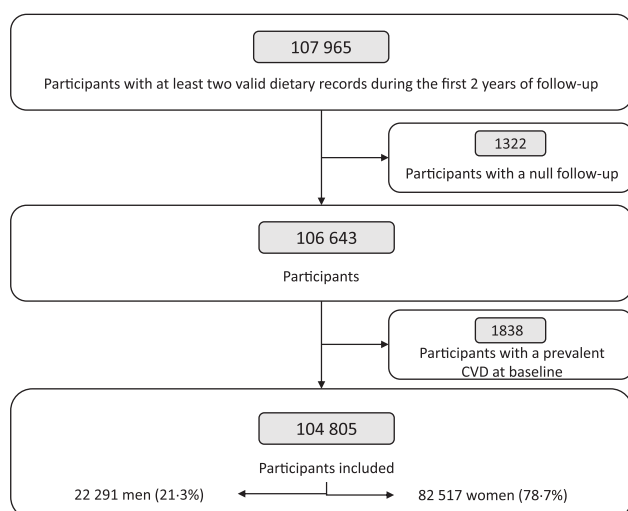 107 965
Participants with at least two valid dietary records during the first 2 years of follow-up
1322
Participants with a null follow-up
106 643
Participants
1838
Participants with a prevalent
CVD at baseline
104 805
Participants included
22 291 men (21·3%)
82 517 women (78·7%)